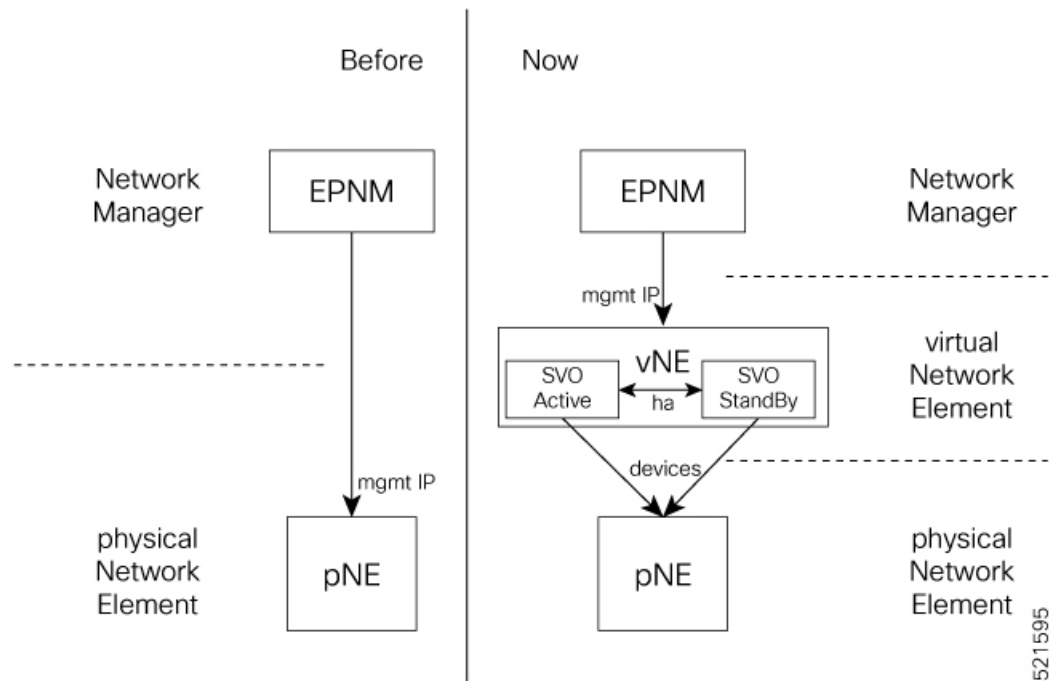 Before
Now
Network
Manager
EPNM
EPNM
Network
Manager
mgmt IP
vNE
SVO
Active
ha
SVO
StandBy
virtual
Network
Element
devices
mgmt IP
physical
Network
Element
pNE
pNE
physical
Network
Element
521595